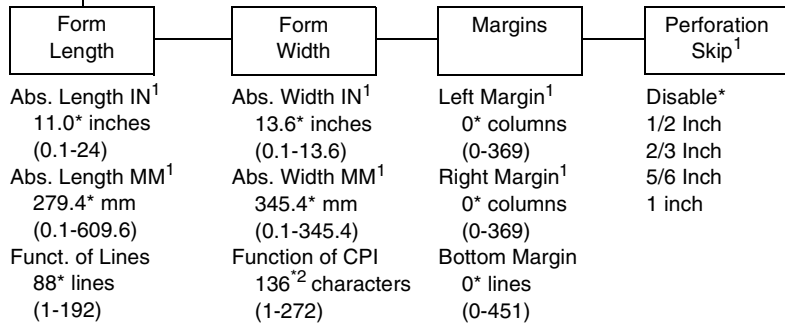 Form
Length
Abs. Length IN1
11.0* inches
(0.1-24)
Abs. Length MM1
279.4* mm
(0.1-609.6)
Funct. of Lines
88* lines
(1-192)
Form
Width
Abs. Width IN1
13.6* inches
(0.1-13.6)
Abs. Width MM1
345.4* mm
(0.1-345.4)
Function of CPI
136*2 characters
(1-272)
Margins
Left Margin1
0* columns
(0-369)
Right Margin1
0* columns
(0-369)
Bottom Margin
0* lines
(0-451)
Perforation
Skip1
Disable*
1/2 Inch
2/3 Inch
5/6 Inch
1 inch